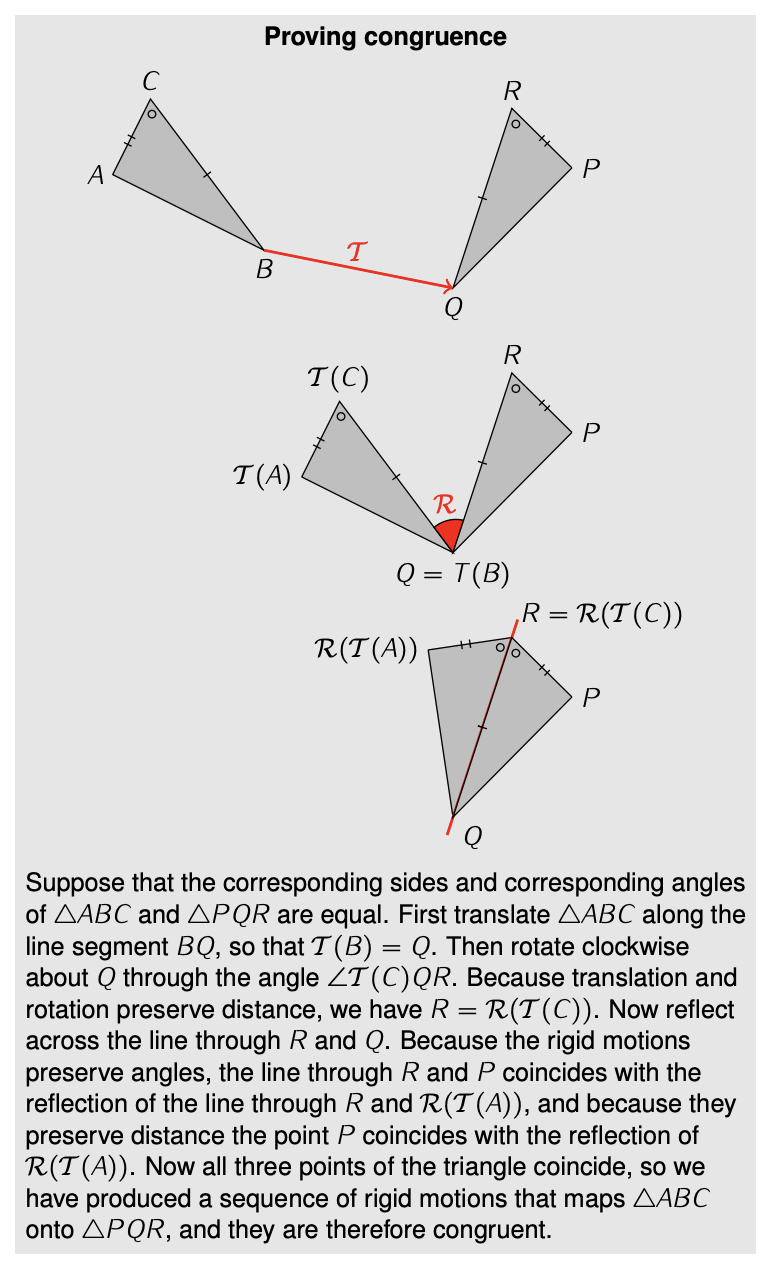 Proving congruence
C
R
A
P
𝒯
B
Q
R
𝒯(C)
P
𝒯(A)
ℛ
Q = T(B)
R = ℛ(𝒯(C))
ℛ(𝒯(A))
P
Q
Suppose that the corresponding sides and corresponding angles
of △ABC and △PQR are equal. First translate △ABC along the
line segment BQ, so that 𝒯(B) = Q. Then rotate clockwise
about Q through the angle ∠𝒯(C)QR. Because translation and
rotation preserve distance, we have R = ℛ(𝒯(C)). Now reflect
across the line through R and Q. Because the rigid motions
preserve angles, the line through R and P coincides with the
reflection of the line through R and ℛ(𝒯(A)), and because they
preserve distance the point P coincides with the reflection of
ℛ(𝒯(A)). Now all three points of the triangle coincide, so we
have produced a sequence of rigid motions that maps △ABC
onto △PQR, and they are therefore congruent.